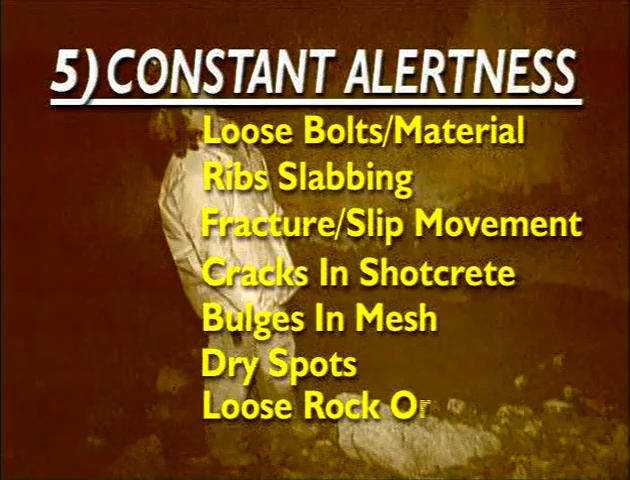 5) CONSTANT ALERTNESS
Loose Bolts/Material
Ribs Slabbing
Fracture/Slip Movement
Cracks In Shotcrete
Bulges In Mesh
Dry Spots
Loose Rock Or